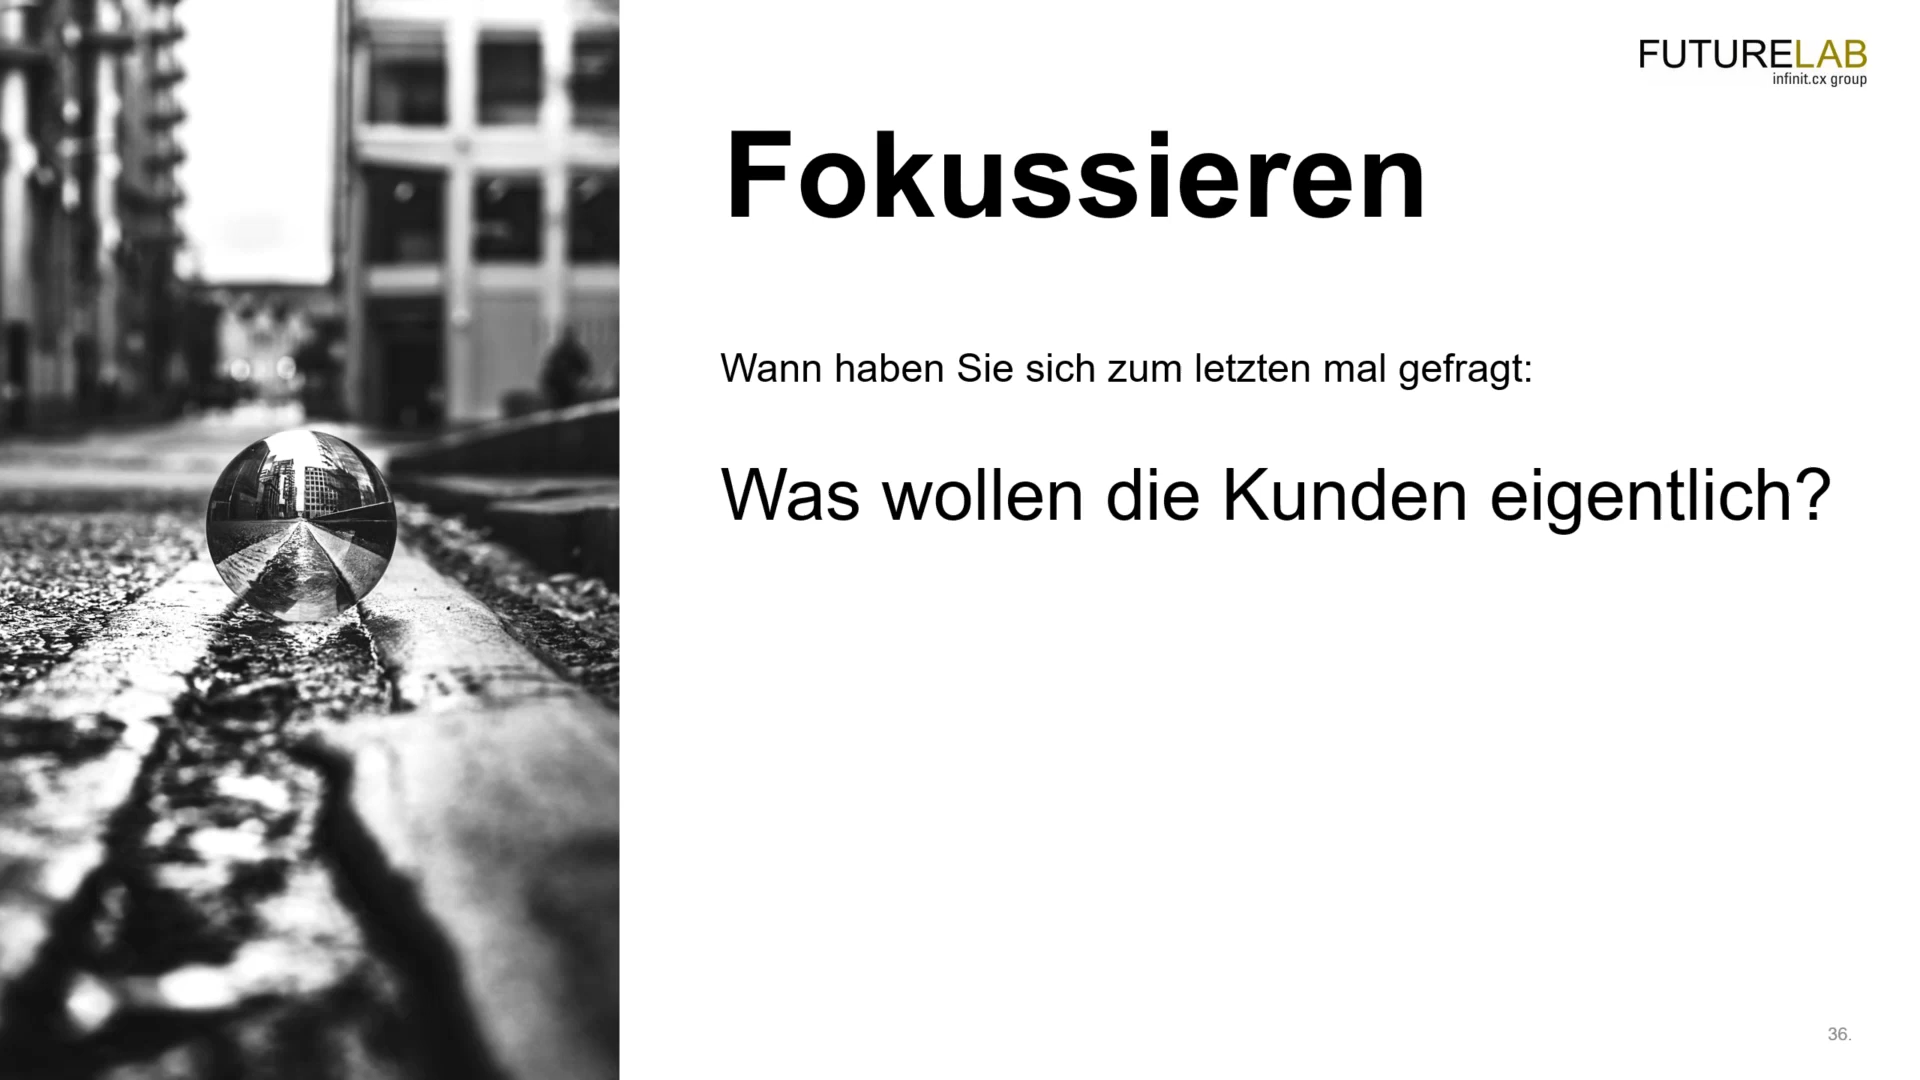 FUTURELAB
infinit.cx group
Fokussieren
Wann haben Sie sich zum letzten mal gefragt:
Was wollen die Kunden eigentlich?
36.